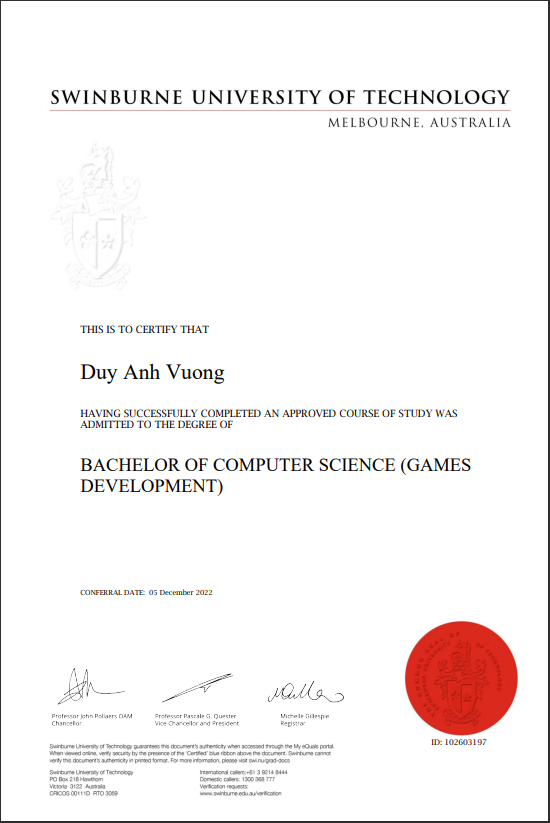 SWINBURNE UNIVERSITY OF TECHNOLOGY
MELBOURNE, AUSTRALIA
THIS IS TO CERTIFY THAT
Duy Anh Vuong
HAVING SUCCESSFULLY COMPLETED AN APPROVED COURSE OF STUDY WAS
ADMITTED TO THE DEGREE OF
BACHELOR OF COMPUTER SCIENCE (GAMES
DEVELOPMENT)
CONFERRAL DATE: 05 December 2022
Professor John Pollaers OAM
Chancellor
Professor Pascale G. Quester
Vice-Chancellor and President
Michelle Gillespie
Registrar
ID: 102603197
Swinburne University of Technology guarantees this document's authenticity when accessed through the My eQuals portal.
When viewed online, verify security by the presence of the 'Certified' blue ribbon above the document. Swinburne cannot
verify this document's authenticity in printed format. For more information, please visit swi.nu/grad-docs
Swinburne University of Technology
PO Box 218 Hawthorn
Victoria 3122 Australia
CRICOS 00111D RTO 3059
International callers:+61 3 9214 8444
Domestic callers: 1300 368 777
Verification requests:
www.swinburne.edu.au/verification